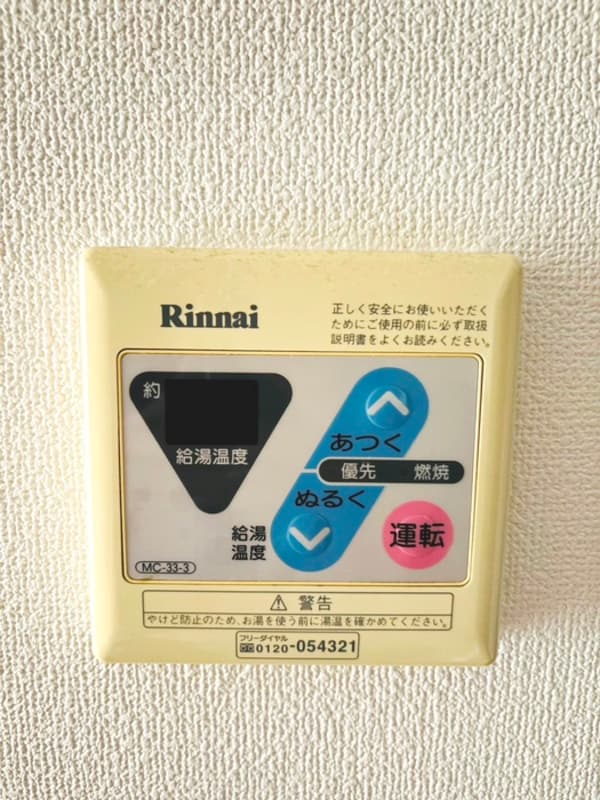 Rinnai
正しく安全にお使いいただく
ためにご使用の前に必ず取扱
説明書をよくお読みください。
約
給湯温度
あつく
優先 燃焼
ぬるく
給湯
温度
運転
MC-33-3
⚠ 警告
やけど防止のため、お湯を使う前に湯温を確かめてください。
フリーダイヤル
0120-054321